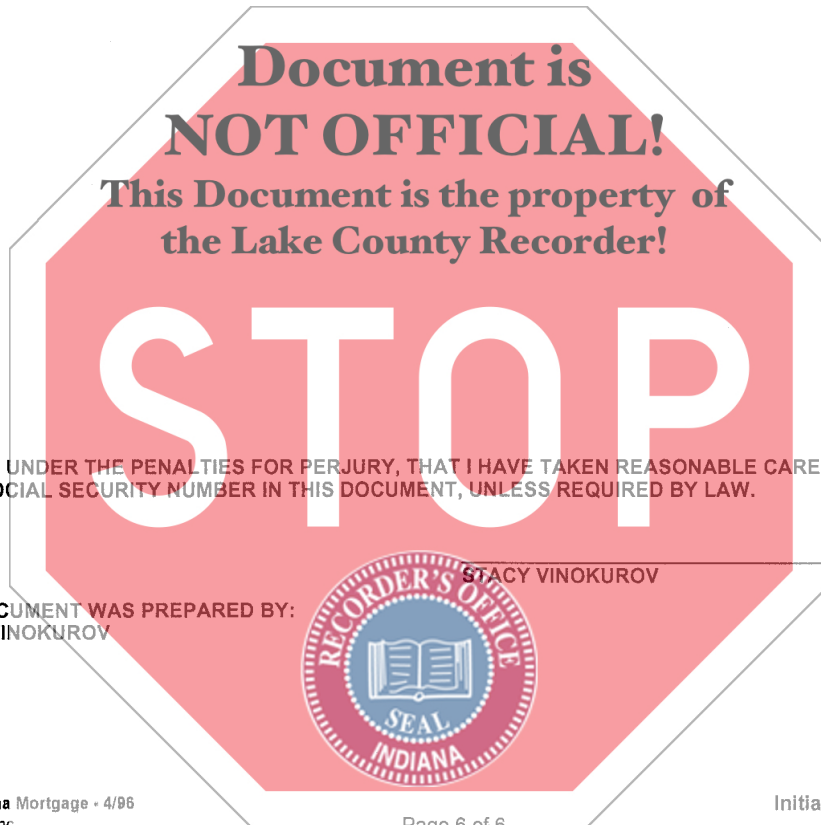 Document is
NOT OFFICIAL!
This Document is the property of
the Lake County Recorder!
STOP
UNDER THE PENALTIES FOR PERJURY, THAT I HAVE TAKEN REASONABLE CARE
OCIAL SECURITY NUMBER IN THIS DOCUMENT, UNLESS REQUIRED BY LAW.
STACY VINOKUROV
CUMENT WAS PREPARED BY:
INOKUROV
RECORDER'S OFFICE
SEAL
INDIANA
a Mortgage - 4/96
Initia
Page 6 of 6